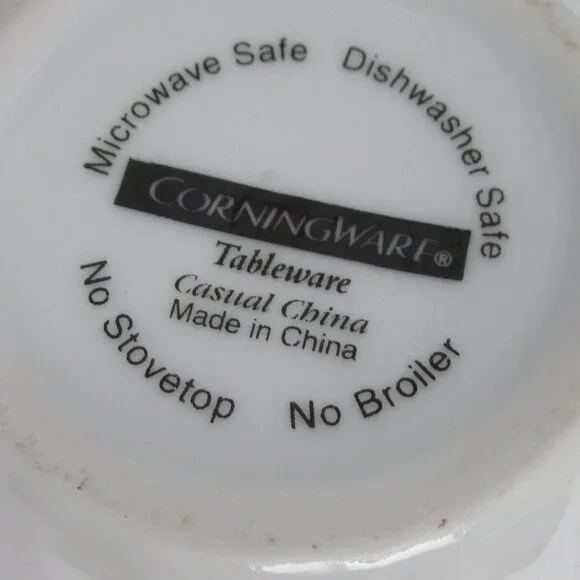 Microwave Safe Dishwasher Safe
CORNINGWARE®
Tableware
Casual China
Made in China
No Stovetop No Broiler